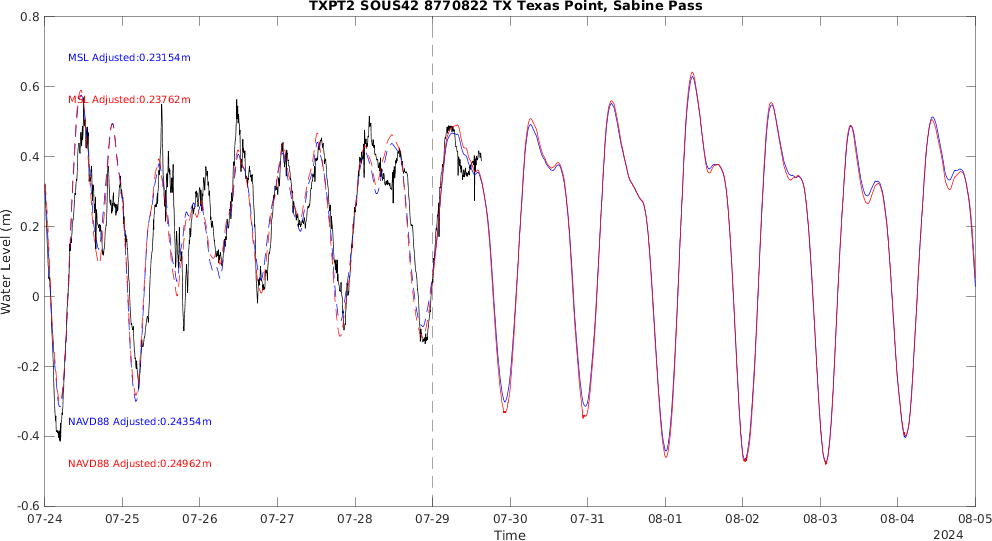 TXPT2 SOUS42 8770822 TX Texas Point, Sabine Pass
0.8
0.6
0.4
0.2
0
-0.2
-0.4
-0.6
Water Level (m)
MSL Adjusted:0.23154m
MSL Adjusted:0.23762m
NAVD88 Adjusted:0.24354m
NAVD88 Adjusted:0.24962m
07-24 07-25 07-26 07-27 07-28 07-29 07-30 07-31 08-01 08-02 08-03 08-04 08-05
Time
2024